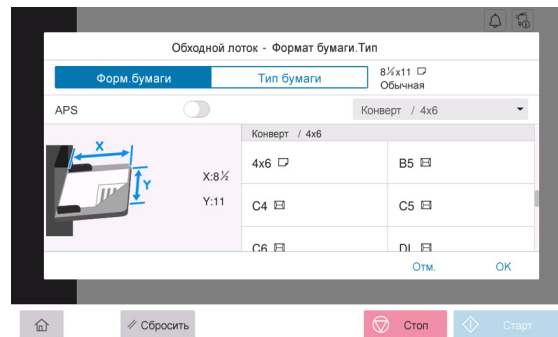 Обходной лоток - Формат бумаги.Тип
Форм.бумаги
Тип бумаги
8½x11
Обычная
APS
Конверт / 4x6
Конверт / 4x6
X
Y
X:8½
Y:11
4x6
B5
C4
C5
C6
DL
Отм.
OK
Сбросить
Стоп
Старт